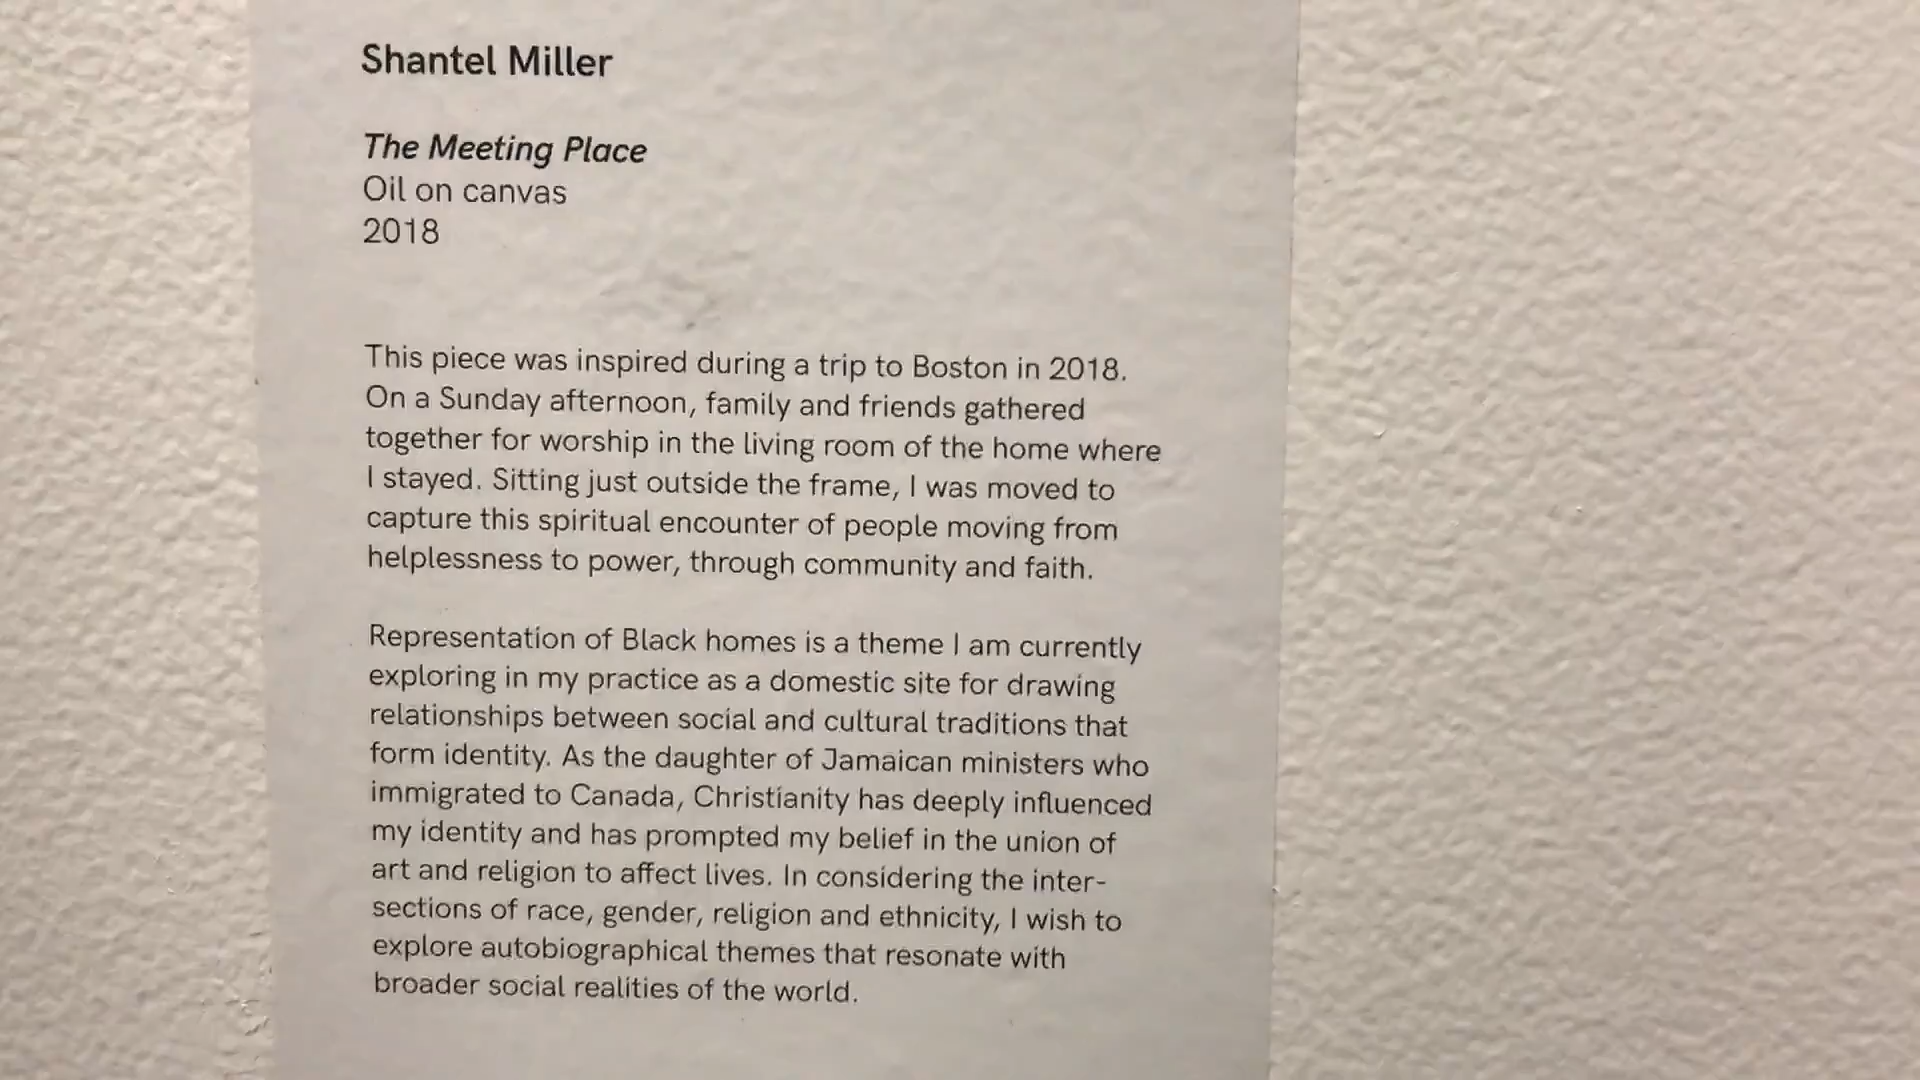 Shantel Miller
The Meeting Place
Oil on canvas
2018
This piece was inspired during a trip to Boston in 2018.
On a Sunday afternoon, family and friends gathered
together for worship in the living room of the home where
I stayed. Sitting just outside the frame, I was moved to
capture this spiritual encounter of people moving from
helplessness to power, through community and faith.
Representation of Black homes is a theme I am currently
exploring in my practice as a domestic site for drawing
relationships between social and cultural traditions that
form identity. As the daughter of Jamaican ministers who
immigrated to Canada, Christianity has deeply influenced
my identity and has prompted my belief in the union of
art and religion to affect lives. In considering the inter-
sections of race, gender, religion and ethnicity, I wish to
explore autobiographical themes that resonate with
broader social realities of the world.